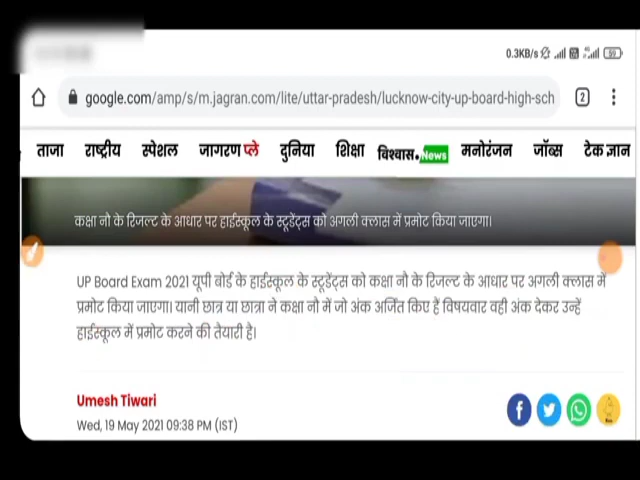 0.3KB/s
google.com/amp/s/m.jagran.com/lite/uttar-pradesh/lucknow-city-up-board-high-sch
2
ताजा राष्ट्रीय स्पेशल जागरण प्ले दुनिया शिक्षा विश्वास.News मनोरंजन जॉब्स टेक ज्ञान
कक्षा नौ के रिजल्ट के आधार पर हाईस्कूल के स्टूडेंट्स को अगली क्लास में प्रमोट किया जाएगा।
UP Board Exam 2021 यूपी बोर्ड के हाईस्कूल के स्टूडेंट्स को कक्षा नौ के रिजल्ट के आधार पर अगली क्लास में
प्रमोट किया जाएगा। यानी छात्र या छात्रा ने कक्षा नौ में जो अंक अर्जित किए हैं विषयवार वही अंक देकर उन्हें
हाईस्कूल में प्रमोट करने की तैयारी है।
Umesh Tiwari
Wed, 19 May 2021 09:38 PM (IST)